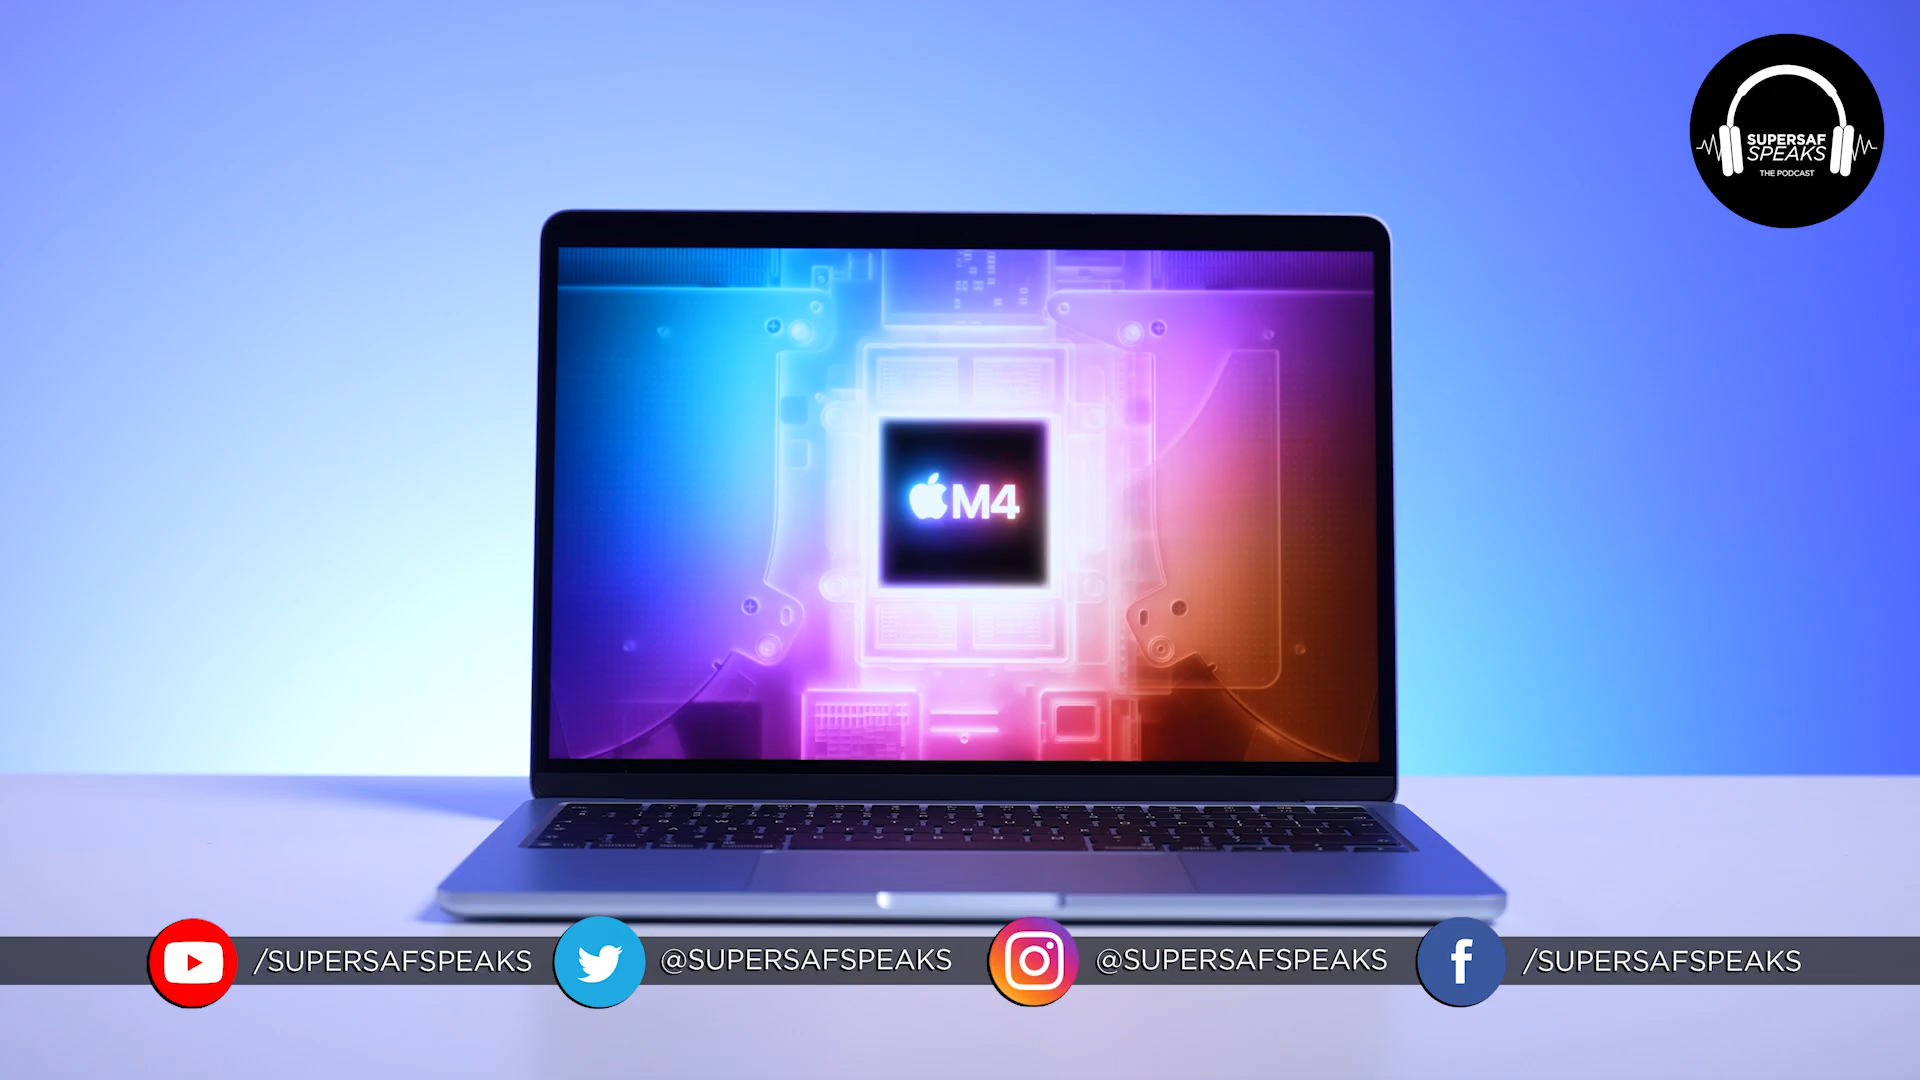 SUPERSAF
SPEAKS
THE PODCAST
M4
/SUPERSAFSPEAKS
@SUPERSAFSPEAKS
@SUPERSAFSPEAKS
/SUPERSAFSPEAKS